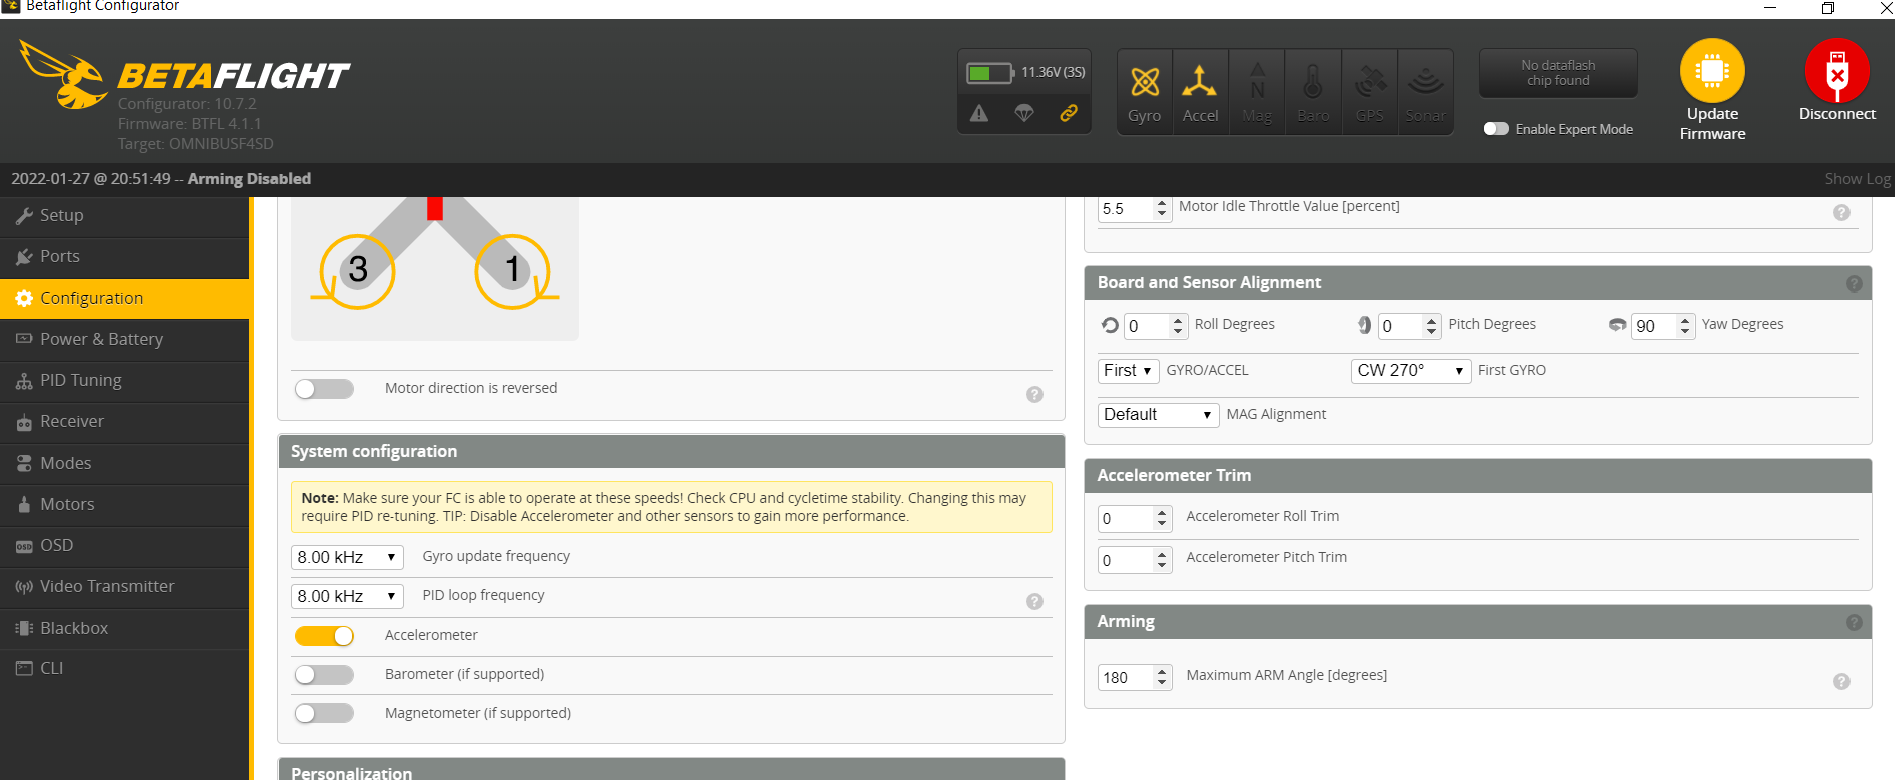 Betaflight Configurator
BETAFLIGHT
Configurator: 10.7.2
Firmware: BTFL 4.1.1
Target: OMNIBUSF4SD
11.36V (3S)
Gyro
Accel
N
Mag
Baro
GPS
Sonar
No dataflash
chip found
Enable Expert Mode
Update
Firmware
Disconnect
2022-01-27 @ 20:51:49 -- Arming Disabled
Show Log
Setup
Ports
Configuration
Power & Battery
PID Tuning
Receiver
Modes
Motors
OSD OSD
Video Transmitter
Blackbox
CLI
3 1
Motor direction is reversed ?
System configuration
Note: Make sure your FC is able to operate at these speeds! Check CPU and cycletime stability. Changing this may
require PID re-tuning. TIP: Disable Accelerometer and other sensors to gain more performance.
8.00 kHz Gyro update frequency
8.00 kHz PID loop frequency ?
Accelerometer
Barometer (if supported)
Magnetometer (if supported)
Personalization
5.5 Motor Idle Throttle Value [percent] ?
Board and Sensor Alignment ?
0 Roll Degrees 0 Pitch Degrees 90 Yaw Degrees
First GYRO/ACCEL CW 270° First GYRO
Default MAG Alignment
Accelerometer Trim
0 Accelerometer Roll Trim
0 Accelerometer Pitch Trim
Arming ?
180 Maximum ARM Angle [degrees] ?